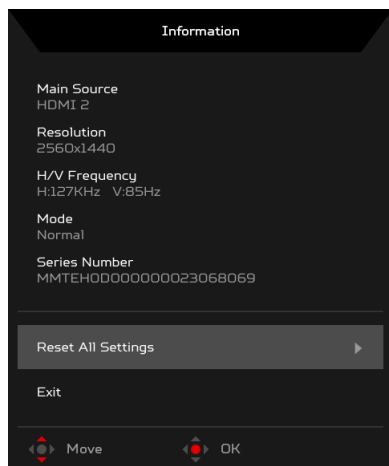 Information
Main Source
HDMI 2
Resolution
2560x1440
H/V Frequency
H:127KHz V:85Hz
Mode
Normal
Series Number
MMTEH0D000000023068069
Reset All Settings
Exit
Move OK